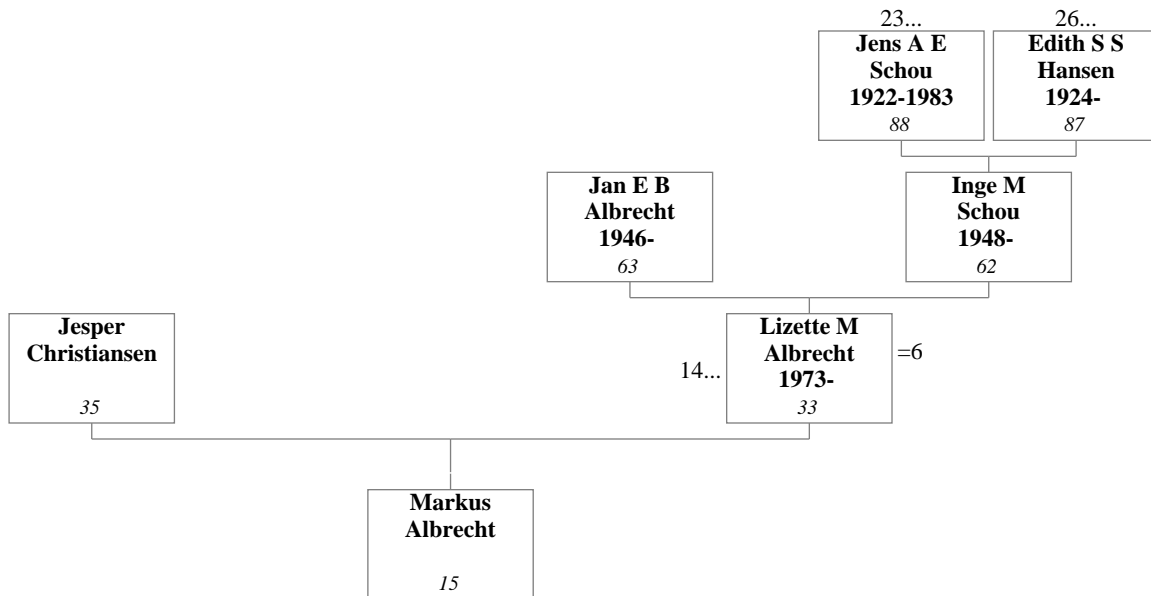 23...
26...
Jens A E
Schou
1922-1983
88
Edith S S
Hansen
1924-
87
Jan E B
Albrecht
1946-
63
Inge M
Schou
1948-
62
Jesper
Christiansen
35
14...
Lizette M
Albrecht
1973-
33
=6
Markus
Albrecht
15